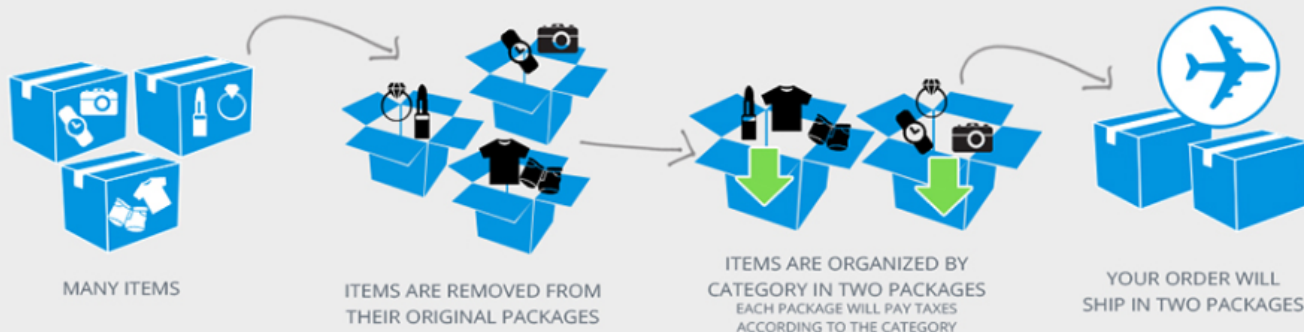 MANY ITEMS
ITEMS ARE REMOVED FROM
THEIR ORIGINAL PACKAGES
ITEMS ARE ORGANIZED BY
CATEGORY IN TWO PACKAGES
EACH PACKAGE WILL PAY TAXES
ACCORDING TO THE CATEGORY
YOUR ORDER WILL
SHIP IN TWO PACKAGES